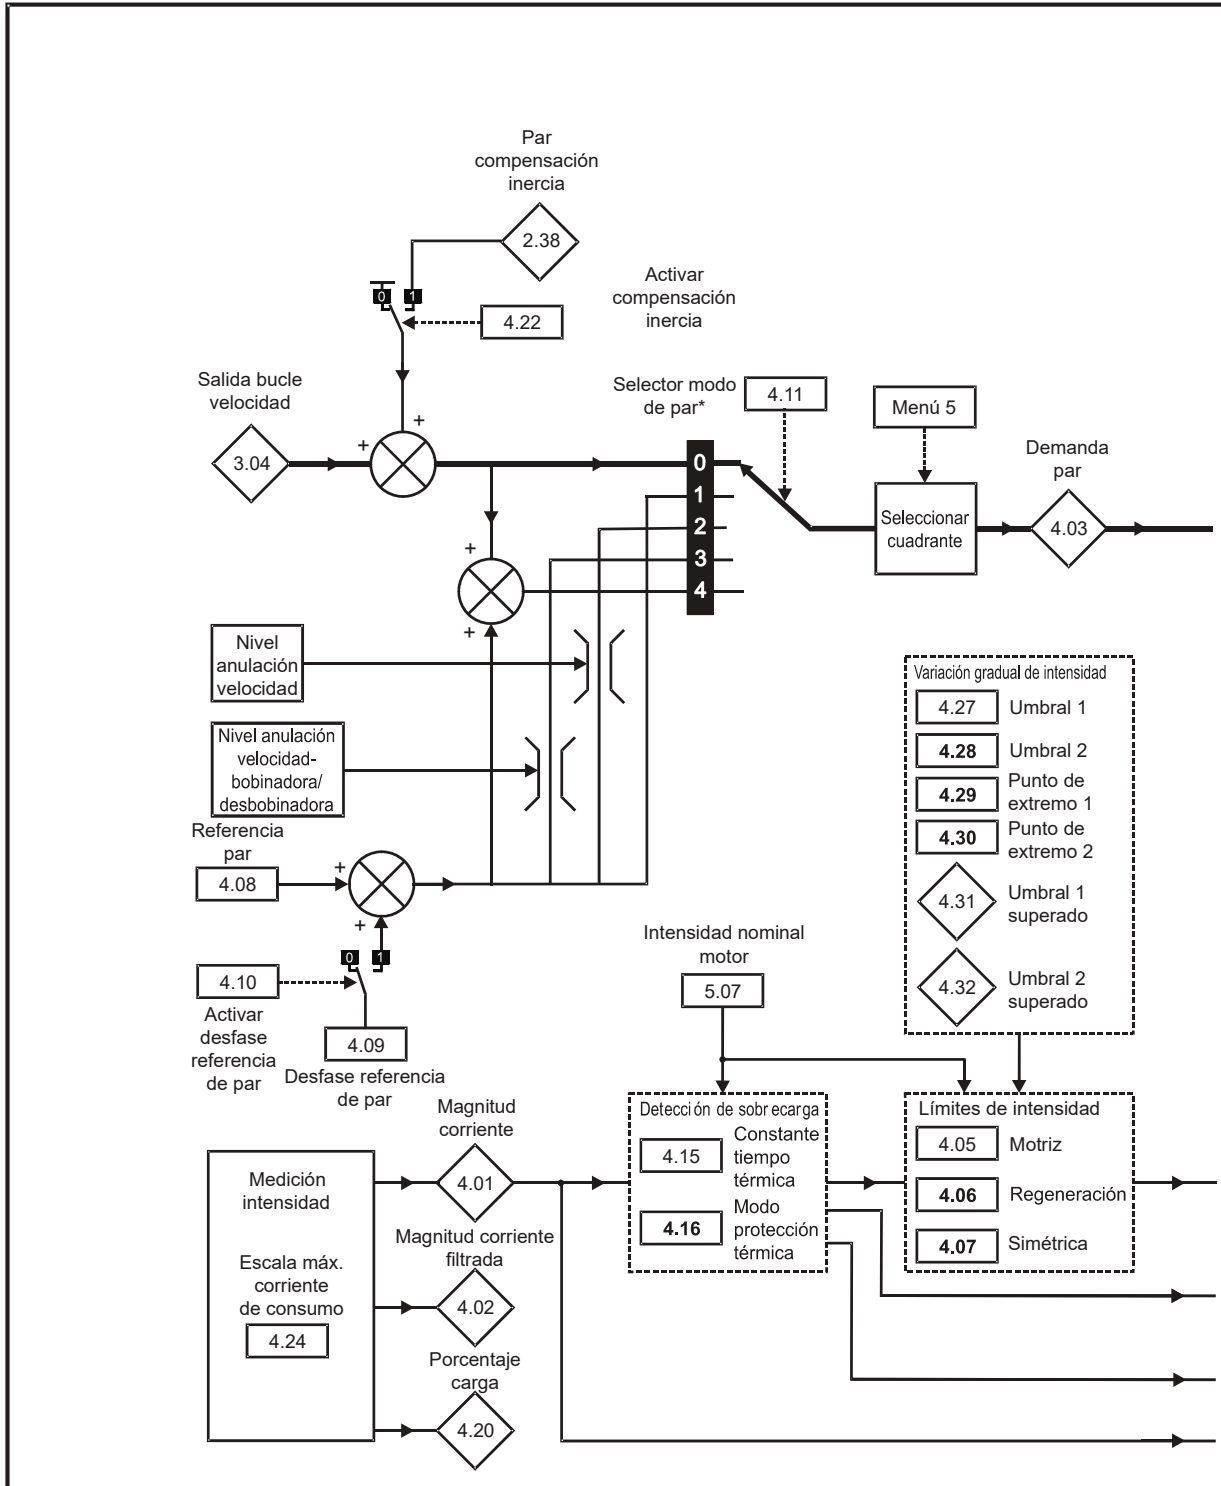 Par
compensación
inercia
2.38
0 1
4.22
Activar
compensación
inercia
Salida bucle
velocidad
3.04
+
+
Selector modo
de par*
4.11
Menú 5
Demanda
par
0
1
2
3
4
Seleccionar
cuadrante
4.03
+
+
Nivel
anulación
velocidad
Nivel anulación
velocidad-
bobinadora/
desbobinadora
Referencia
par
4.08
+
+
0 1
4.10
Activar
desfase
referencia
de par
4.09
Desfase referencia
de par
Variación gradual de intensidad
4.27 Umbral 1
4.28 Umbral 2
4.29 Punto de
extremo 1
4.30 Punto de
extremo 2
4.31 Umbral 1
superado
4.32 Umbral 2
superado
Intensidad nominal
motor
5.07
Detección de sobrecarga
4.15 Constante
tiempo
térmica
4.16 Modo
protección
térmica
Límites de intensidad
4.05 Motriz
4.06 Regeneración
4.07 Simétrica
Medición
intensidad
Escala máx.
corriente
de consumo
4.24
Magnitud
corriente
4.01
Magnitud corriente
filtrada
4.02
Porcentaje
carga
4.20